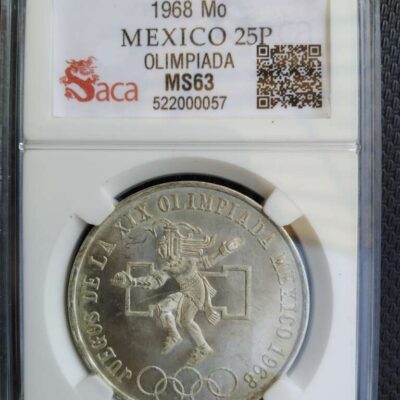 1968 Mo
MEXICO 25P
OLIMPIADA
MS63
522000057
Saca
JUEGOS DE LA XIX OLIMPIADA MEXICO 1968